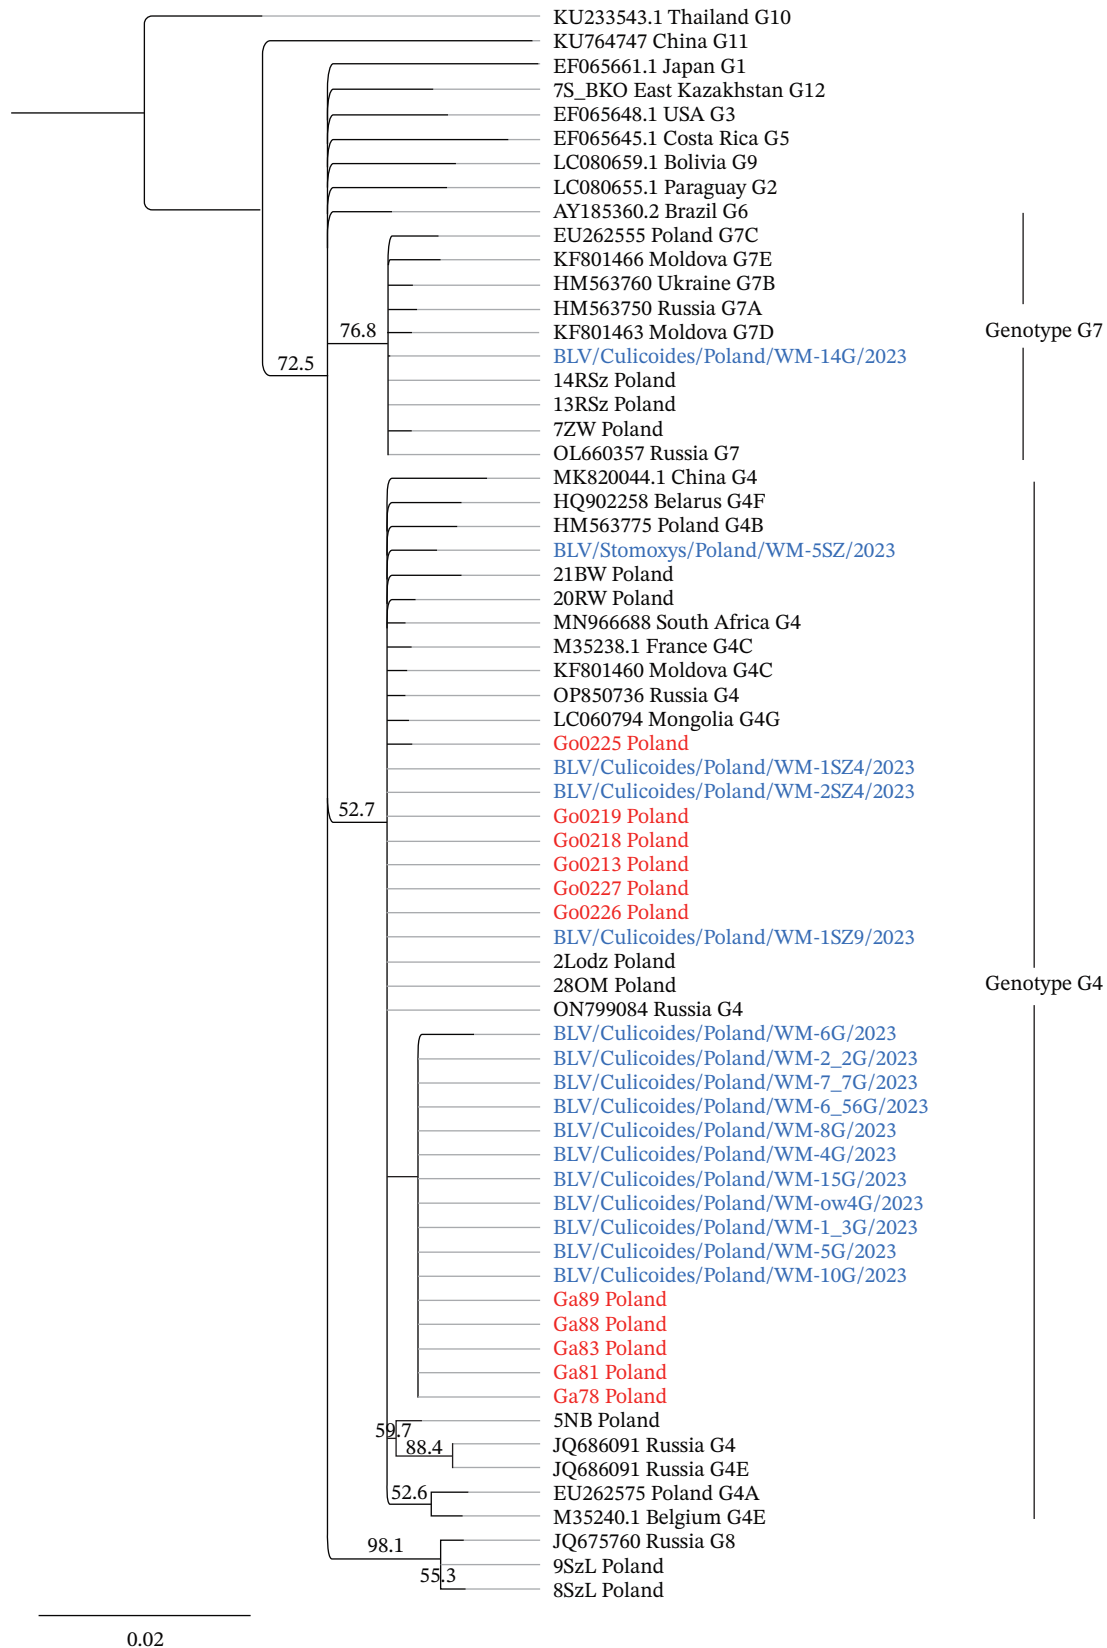 KU233543.1 Thailand G10
KU764747 China G11
EF065661.1 Japan G1
7S_BKO East Kazakhstan G12
EF065648.1 USA G3
EF065645.1 Costa Rica G5
LC080659.1 Bolivia G9
LC080655.1 Paraguay G2
AY185360.2 Brazil G6
EU262555 Poland G7C
KF801466 Moldova G7E
HM563760 Ukraine G7B
HM563750 Russia G7A
76.8
KF801463 Moldova G7D
Genotype G7
72.5
BLV/Culicoides/Poland/WM-14G/2023
14RSz Poland
13RSz Poland
7ZW Poland
OL660357 Russia G7
MK820044.1 China G4
HQ902258 Belarus G4F
HM563775 Poland G4B
BLV/Stomoxys/Poland/WM-5SZ/2023
21BW Poland
20RW Poland
MN966688 South Africa G4
M35238.1 France G4C
KF801460 Moldova G4C
OP850736 Russia G4
LC060794 Mongolia G4G
Go0225 Poland
BLV/Culicoides/Poland/WM-1SZ4/2023
BLV/Culicoides/Poland/WM-2SZ4/2023
52.7
Go0219 Poland
Go0218 Poland
Go0213 Poland
Go0227 Poland
Go0226 Poland
BLV/Culicoides/Poland/WM-1SZ9/2023
2Lodz Poland
28OM Poland
Genotype G4
ON799084 Russia G4
BLV/Culicoides/Poland/WM-6G/2023
BLV/Culicoides/Poland/WM-2_2G/2023
BLV/Culicoides/Poland/WM-7_7G/2023
BLV/Culicoides/Poland/WM-6_56G/2023
BLV/Culicoides/Poland/WM-8G/2023
BLV/Culicoides/Poland/WM-4G/2023
BLV/Culicoides/Poland/WM-15G/2023
BLV/Culicoides/Poland/WM-ow4G/2023
BLV/Culicoides/Poland/WM-1_3G/2023
BLV/Culicoides/Poland/WM-5G/2023
BLV/Culicoides/Poland/WM-10G/2023
Ga89 Poland
Ga88 Poland
Ga83 Poland
Ga81 Poland
Ga78 Poland
5NB Poland
59.7
88.4
JQ686091 Russia G4
JQ686091 Russia G4E
52.6
EU262575 Poland G4A
M35240.1 Belgium G4E
98.1
JQ675760 Russia G8
9SzL Poland
55.3
8SzL Poland
0.02